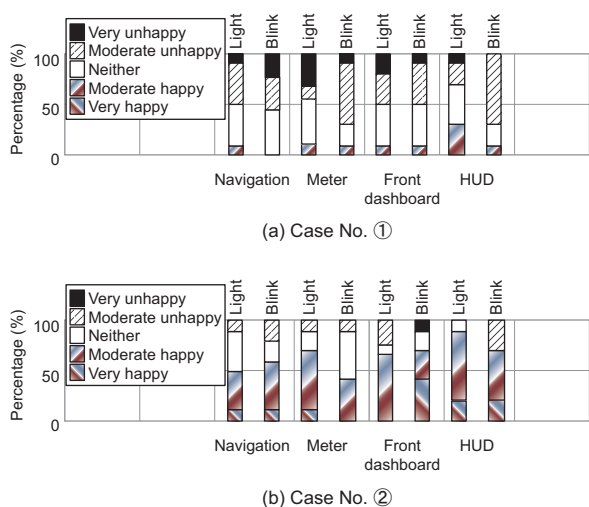 Light
Blink
Light
Blink
Light
Blink
Light
Blink
Very unhappy
Moderate unhappy
Neither
Moderate happy
Very happy
Percentage (%)
100
50
0
Navigation
Meter
Front
dashboard
HUD
(a) Case No. ①
Light
Blink
Light
Blink
Light
Blink
Light
Blink
Very unhappy
Moderate unhappy
Neither
Moderate happy
Very happy
Percentage (%)
100
50
0
Navigation
Meter
Front
dashboard
HUD
(b) Case No. ②